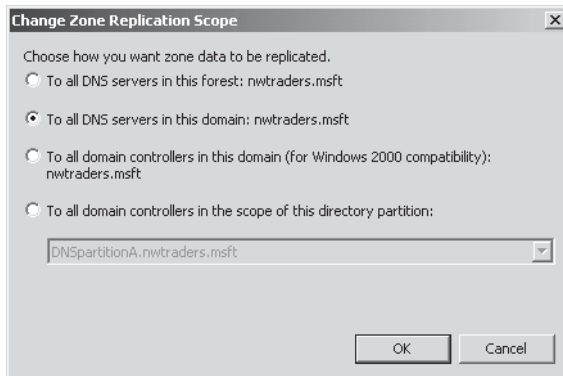 Change Zone Replication Scope
Choose how you want zone data to be replicated.
To all DNS servers in this forest: nwtraders.msft
To all DNS servers in this domain: nwtraders.msft
To all domain controllers in this domain (for Windows 2000 compatibility):
nwtraders.msft
To all domain controllers in the scope of this directory partition:
DNSpartitionA.nwtraders.msft
OK
Cancel